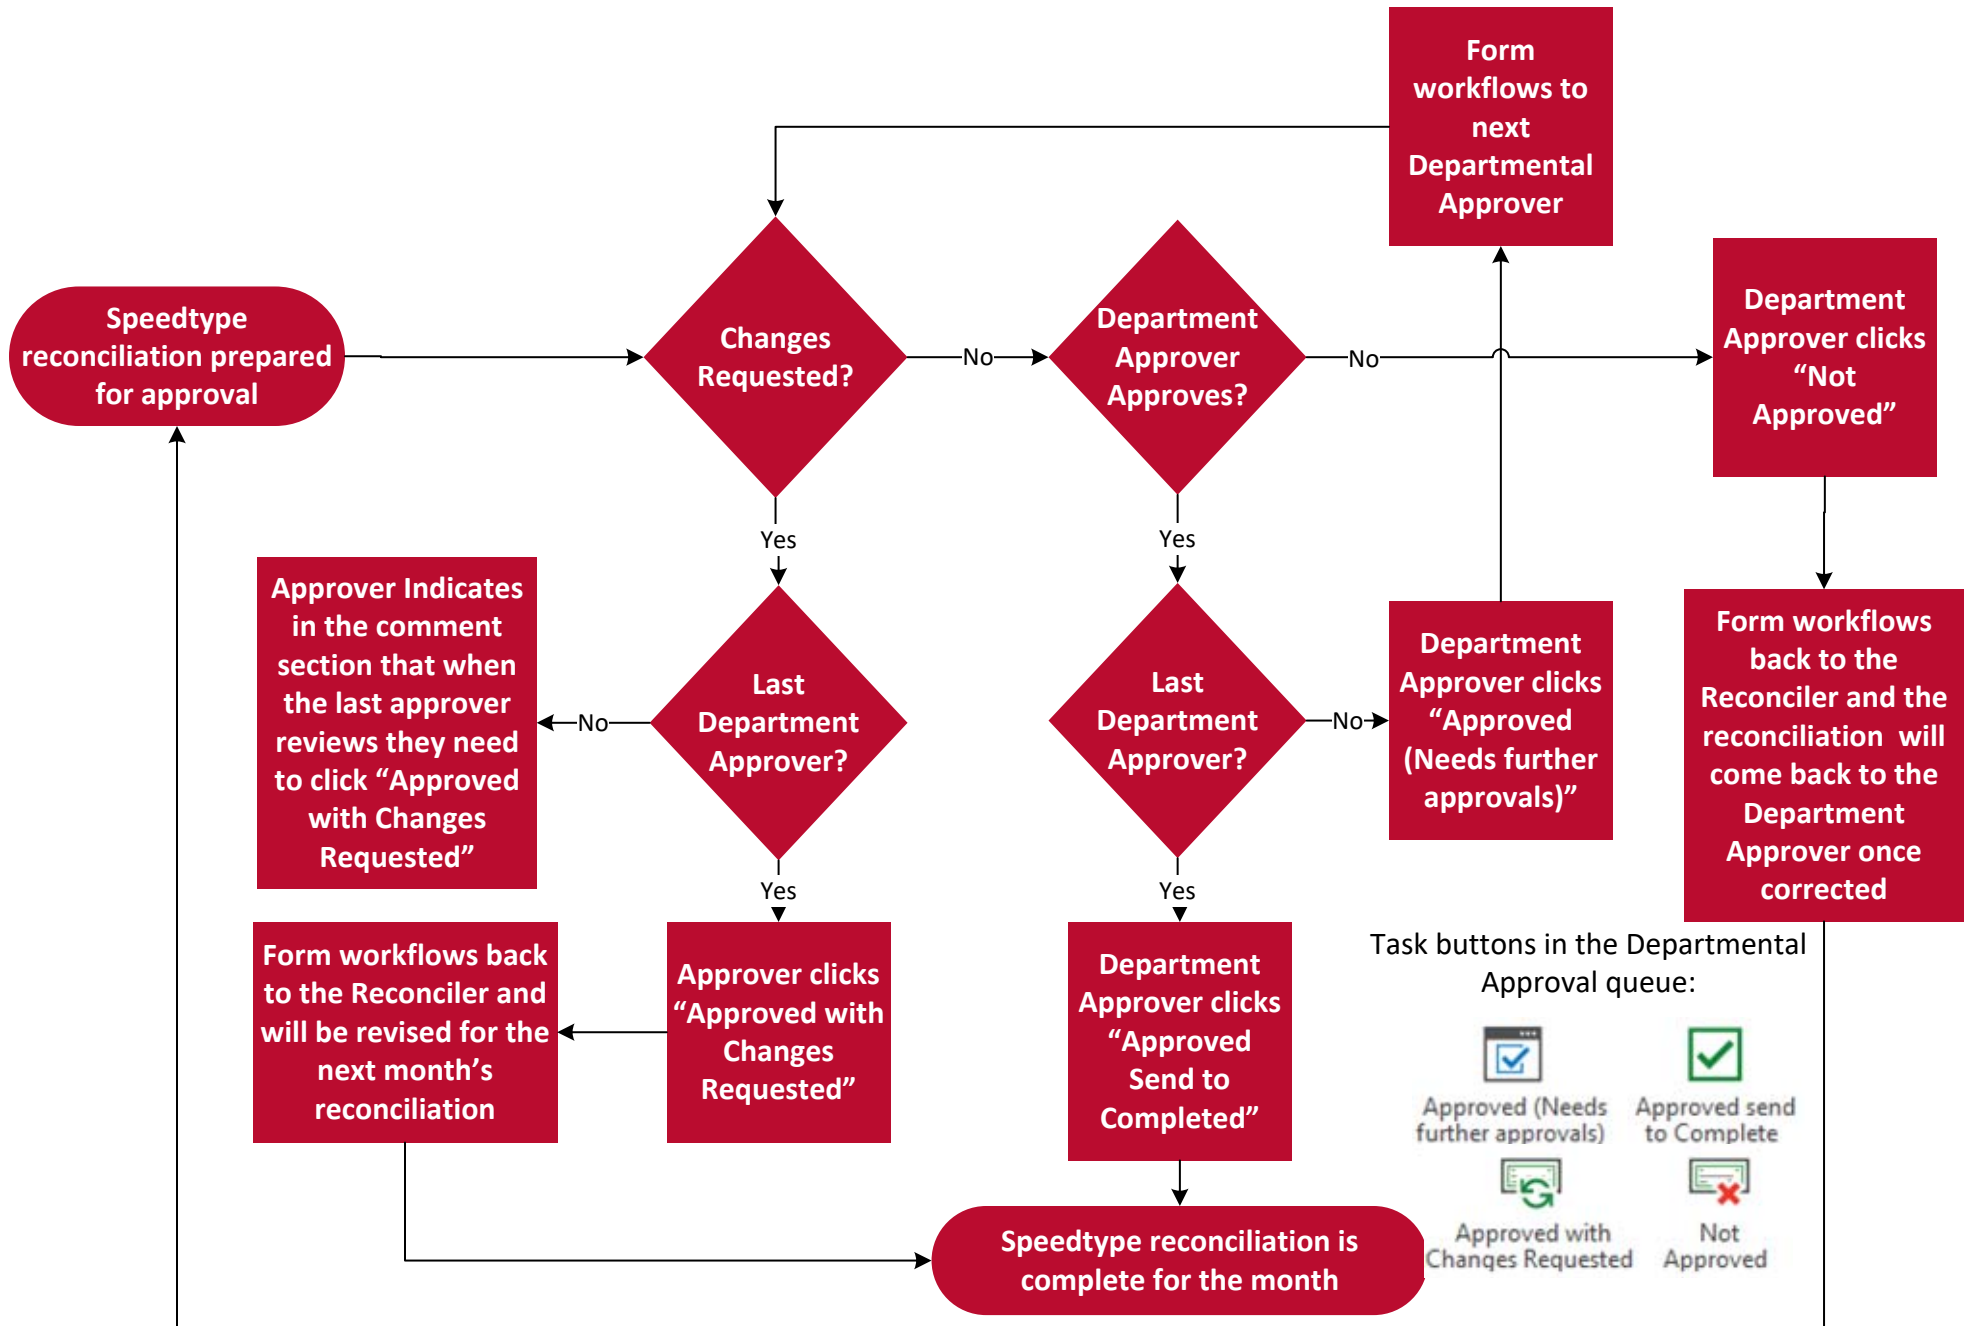 Form
workflows to
next
Departmental
Approver
Speedtype
reconciliation prepared
for approval
Changes
Requested?
No
Department
Approver
Approves?
No
Department
Approver clicks
“Not
Approved”
Yes
Yes
Approver Indicates
in the comment
section that when
the last approver
reviews they need
to click “Approved
with Changes
Requested”
No
Last
Department
Approver?
Last
Department
Approver?
No
Department
Approver clicks
“Approved
(Needs further
approvals)”
Form workflows
back to the
Reconciler and the
reconciliation  will
come back to the
Department
Approver once
corrected
Yes
Yes
Form workflows back
to the Reconciler and
will be revised for the
next month’s
reconciliation
Approver clicks
“Approved with
Changes
Requested”
Department
Approver clicks
“Approved
Send to
Completed”
Task buttons in the Departmental
Approval queue:
Approved (Needs
further approvals)
Approved send
to Complete
Approved with
Changes Requested
Not
Approved
Speedtype reconciliation is
complete for the month